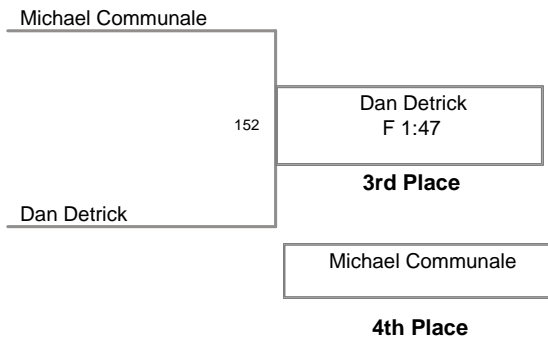 Michael Communale
152
Dan Detrick
F 1:47
3rd Place
Dan Detrick
Michael Communale
4th Place